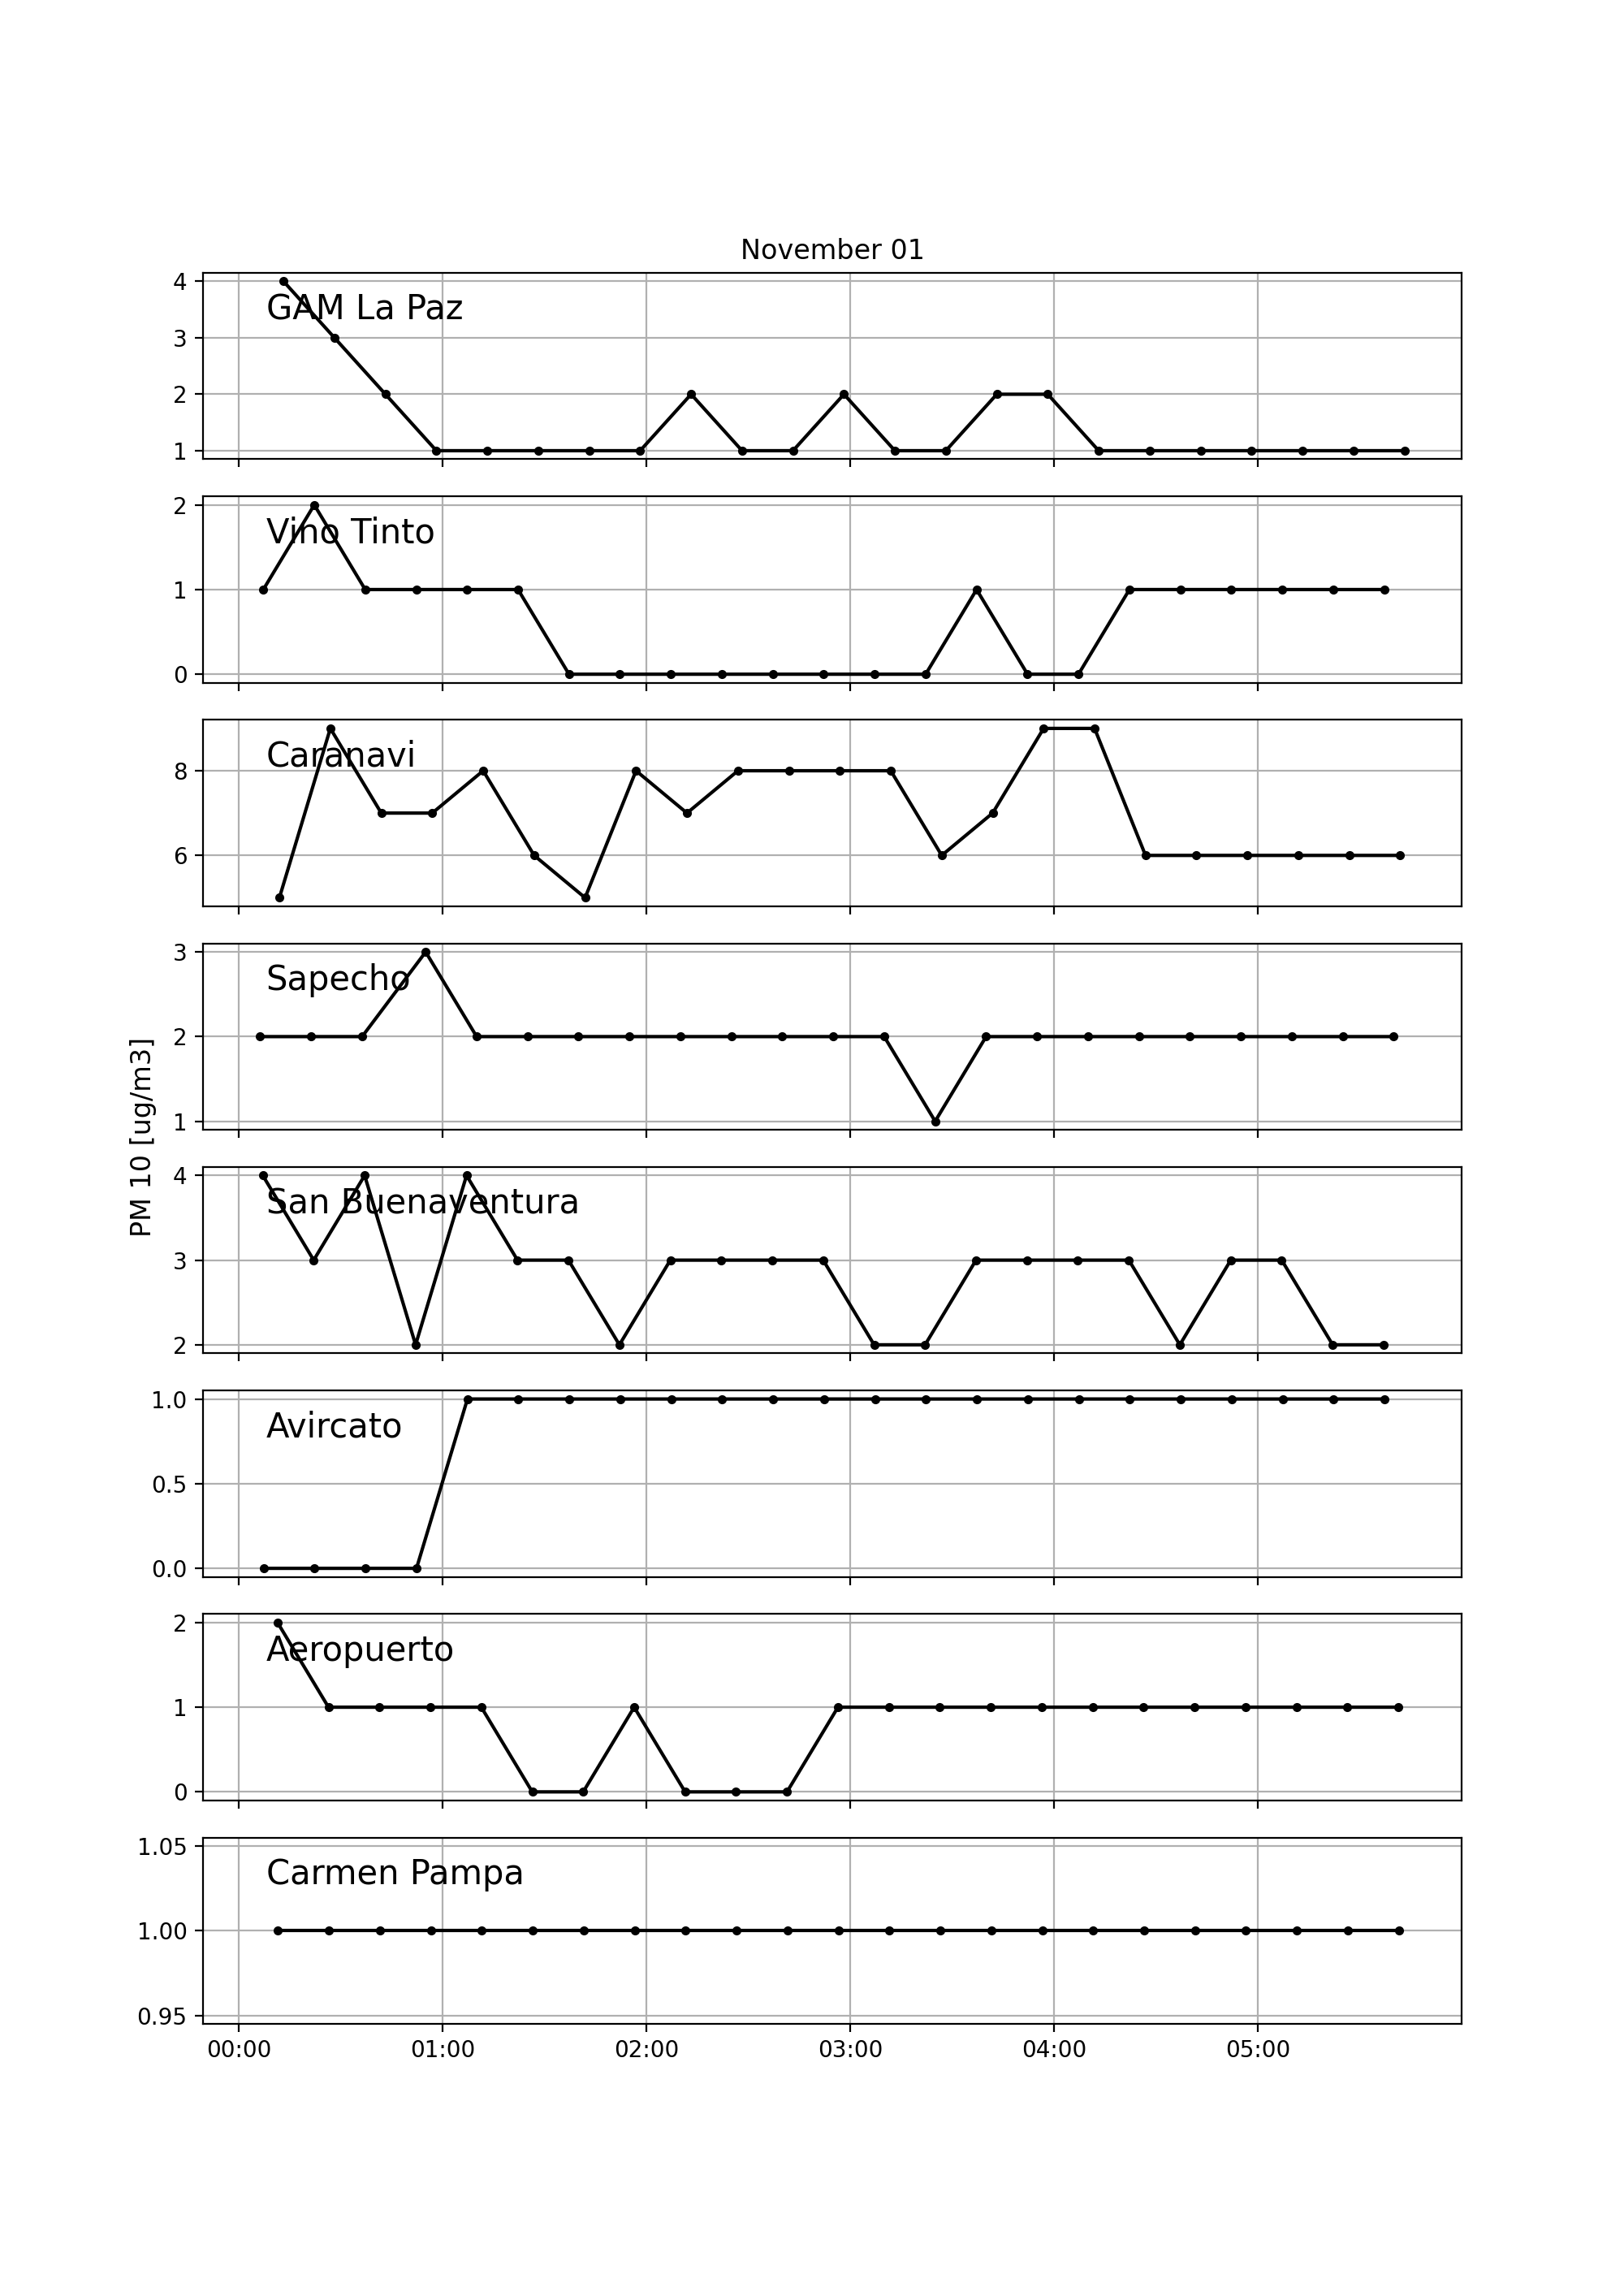 November 01
4
GAM La Paz
3
2
1
2
Vino Tinto
1
0
Caranavi
8
6
3
Sapecho
2
1
PM 10 [ug/m3]
4
San Buenaventura
3
2
1.0
Avircato
0.5
0.0
2
Aeropuerto
1
0
1.05
Carmen Pampa
1.00
0.95
00:00 01:00 02:00 03:00 04:00 05:00